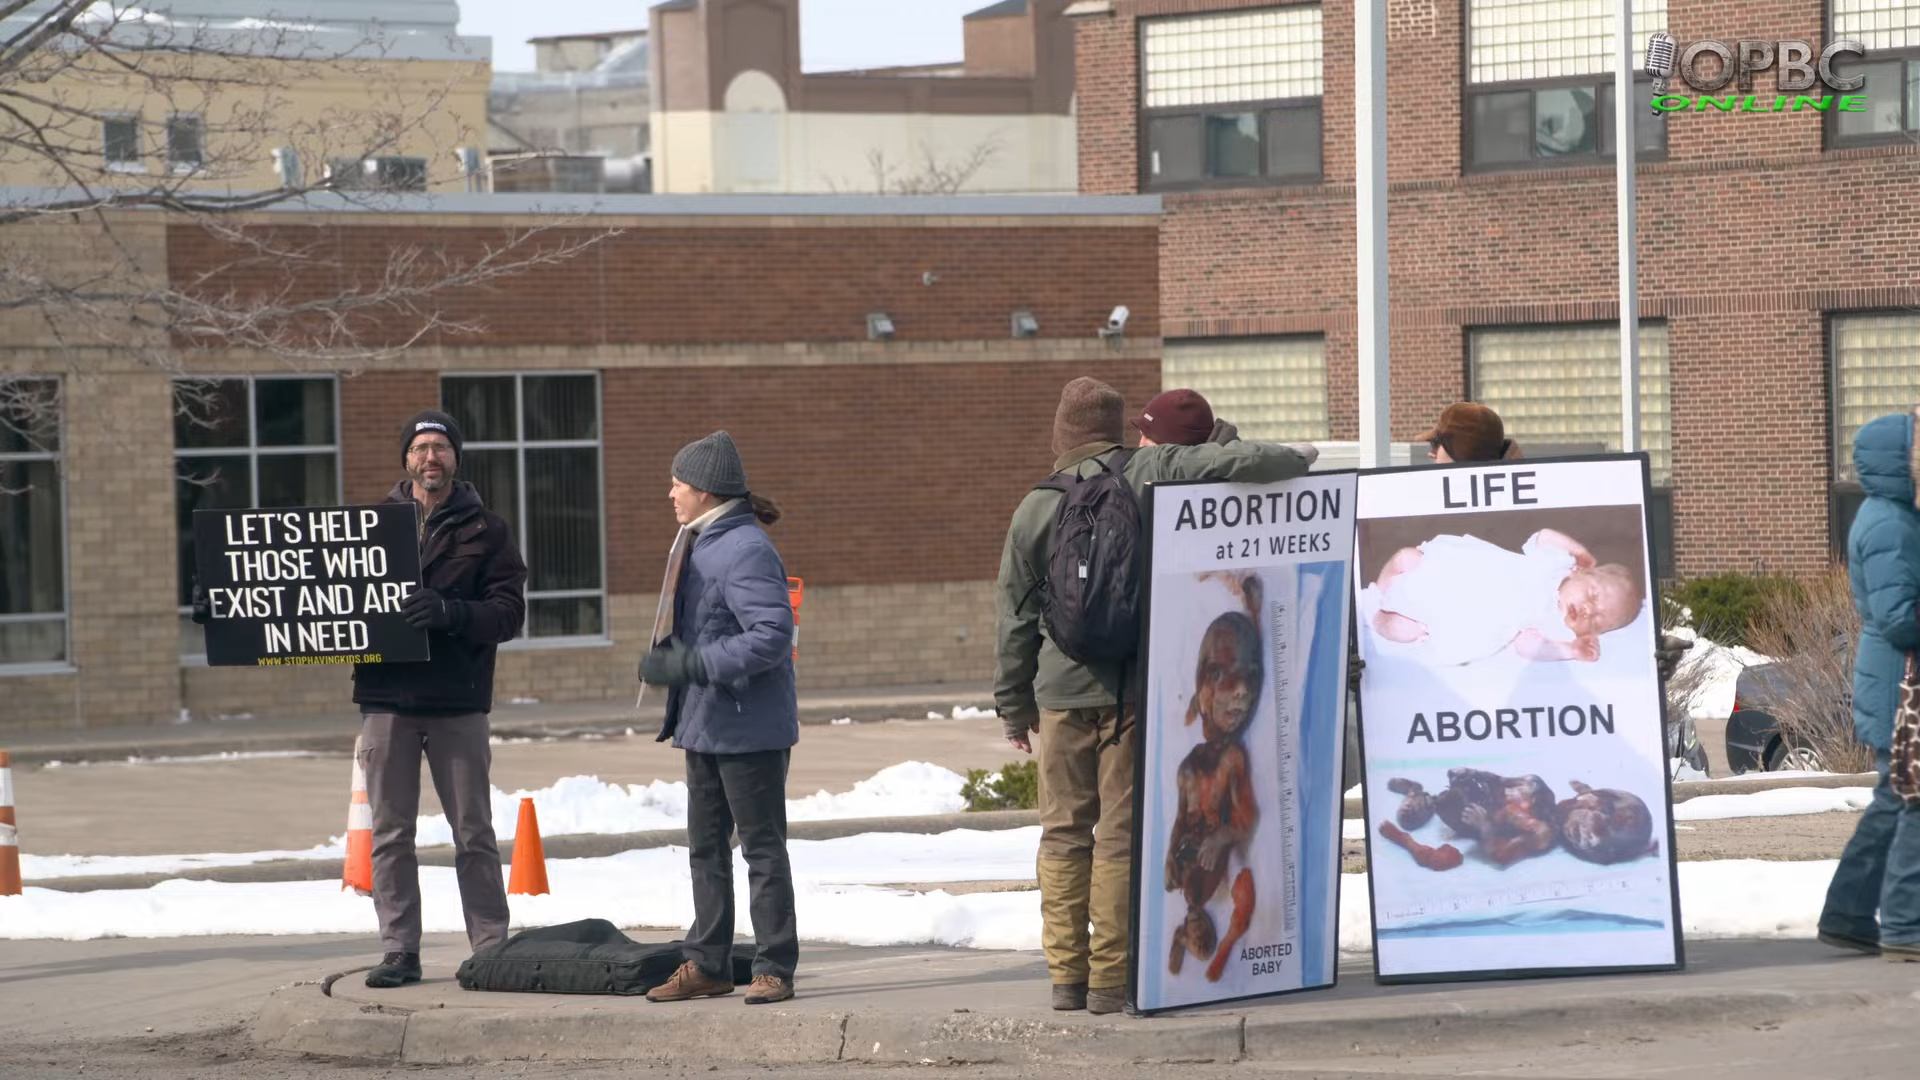 OPBC
ONLINE
LET'S HELP
THOSE WHO
EXIST AND ARE
IN NEED
WWW.STOPHAVINGKIDS.ORG
ABORTION
at 21 WEEKS
ABORTED
BABY
LIFE
ABORTION